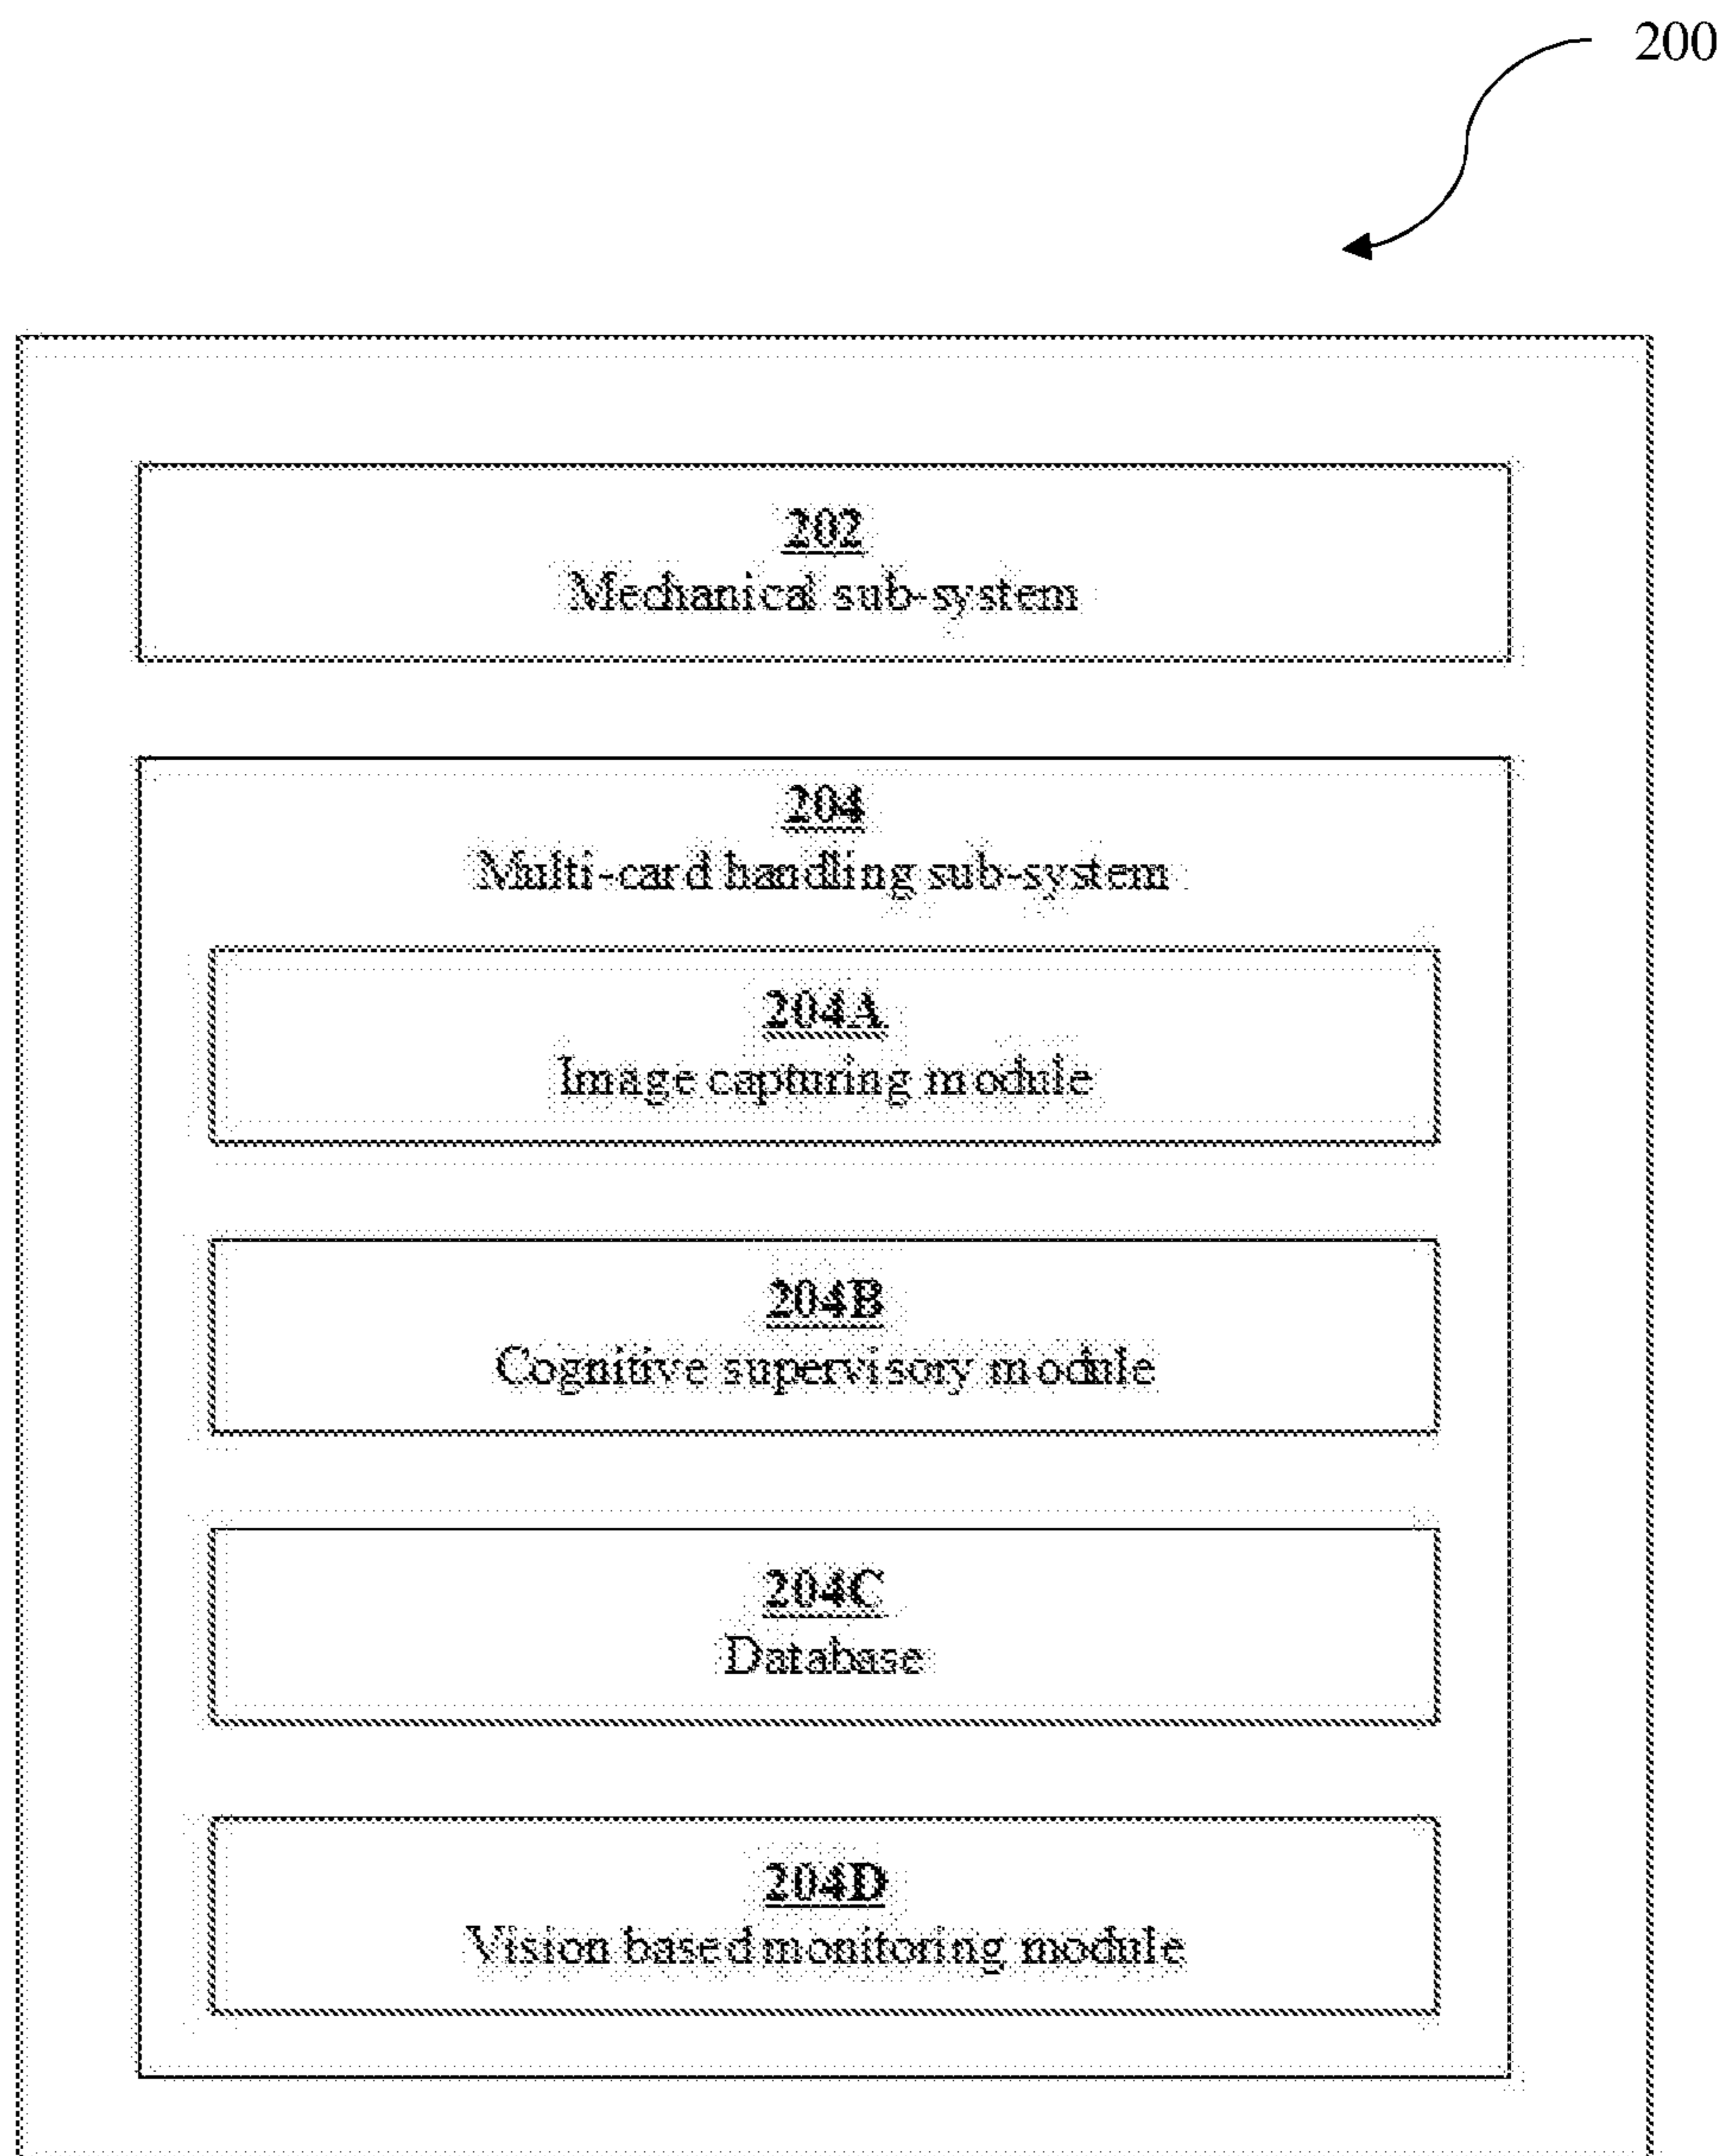 200
202
Mechanical sub-system
204
Multi-card handling sub-system
204A
Image capturing module
204B
Cognitive supervisory module
204C
Database
204D
Vision based monitoring module